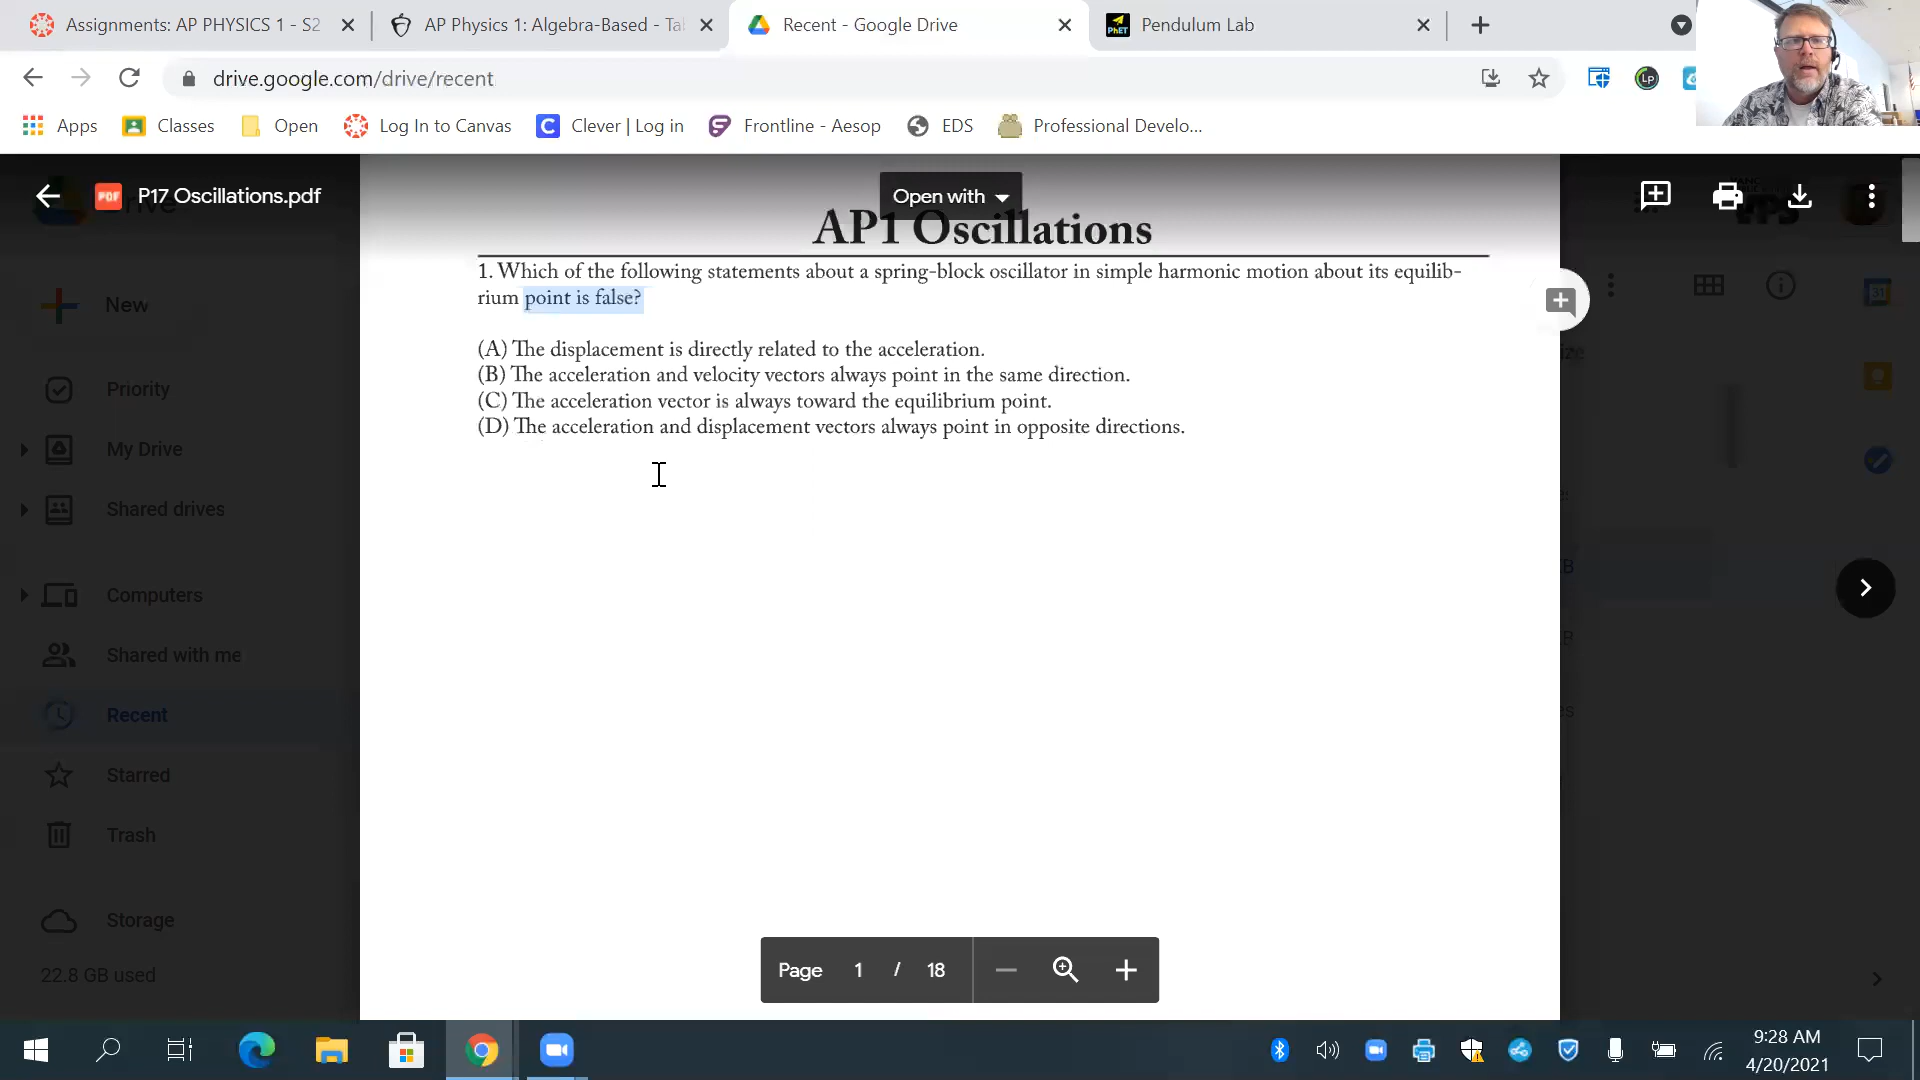 Assignments: AP PHYSICS 1 - S2
AP Physics 1: Algebra-Based - Ta
Recent - Google Drive
Pendulum Lab
drive.google.com/drive/recent
Apps
Classes
Open
Log In to Canvas
Clever | Log in
Frontline - Aesop
EDS
Professional Develo...
P17 Oscillations.pdf
Open with
AP1 Oscillations
1. Which of the following statements about a spring-block oscillator in simple harmonic motion about its equilib-
rium point is false?
(A) The displacement is directly related to the acceleration.
(B) The acceleration and velocity vectors always point in the same direction.
(C) The acceleration vector is always toward the equilibrium point.
(D) The acceleration and displacement vectors always point in opposite directions.
New
Priority
My Drive
Shared drives
Computers
Shared with me
Recent
Starred
Trash
Storage
22.8 GB used
Page 1 / 18
9:28 AM
4/20/2021